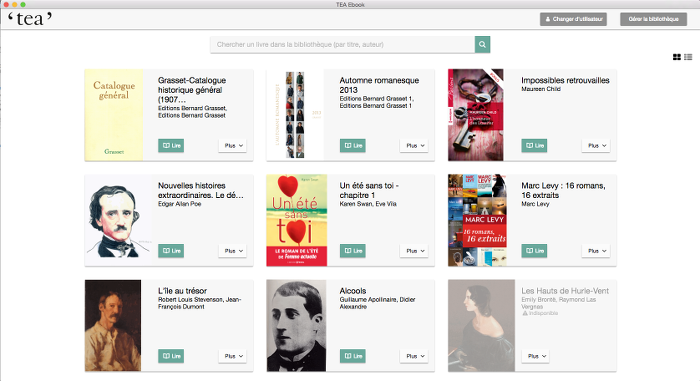 TEA Ebook
‘tea’
Changer d'utilisateur
Gérer la bibliothèque
Chercher un livre dans la bibliothèque (par titre, auteur)
Catalogue
général
Grasset
Grasset-Catalogue
historique général
(1907...
Editions Bernard Grasset,
Editions Bernard Grasset
Lire
Plus
2013
Automne romanesque
2013
Editions Bernard Grasset 1,
Editions Bernard Grasset 1
Lire
Plus
Impossibles retrouvailles
Maureen Child
Lire
Plus
Nouvelles histoires
extraordinaires. Le dé...
Edgar Allan Poe
Lire
Plus
Un été
sans
toi
LE ROMAN DE L'ÉTÉ
Femme actuelle
Un été sans toi -
chapitre 1
Karen Swan, Eve Vila
Lire
Plus
MARC LEVY
16 romans,
16 extraits
Marc Levy : 16 romans,
16 extraits
Marc Levy
Lire
Plus
L'île au trésor
Robert Louis Stevenson, Jean-
François Dumont
Lire
Plus
Alcools
Guillaume Apollinaire, Didier
Alexandre
Lire
Plus
Les Hauts de Hurle-Vent
Emily Brontë, Raymond Las
Vergnas
Indisponible
Plus